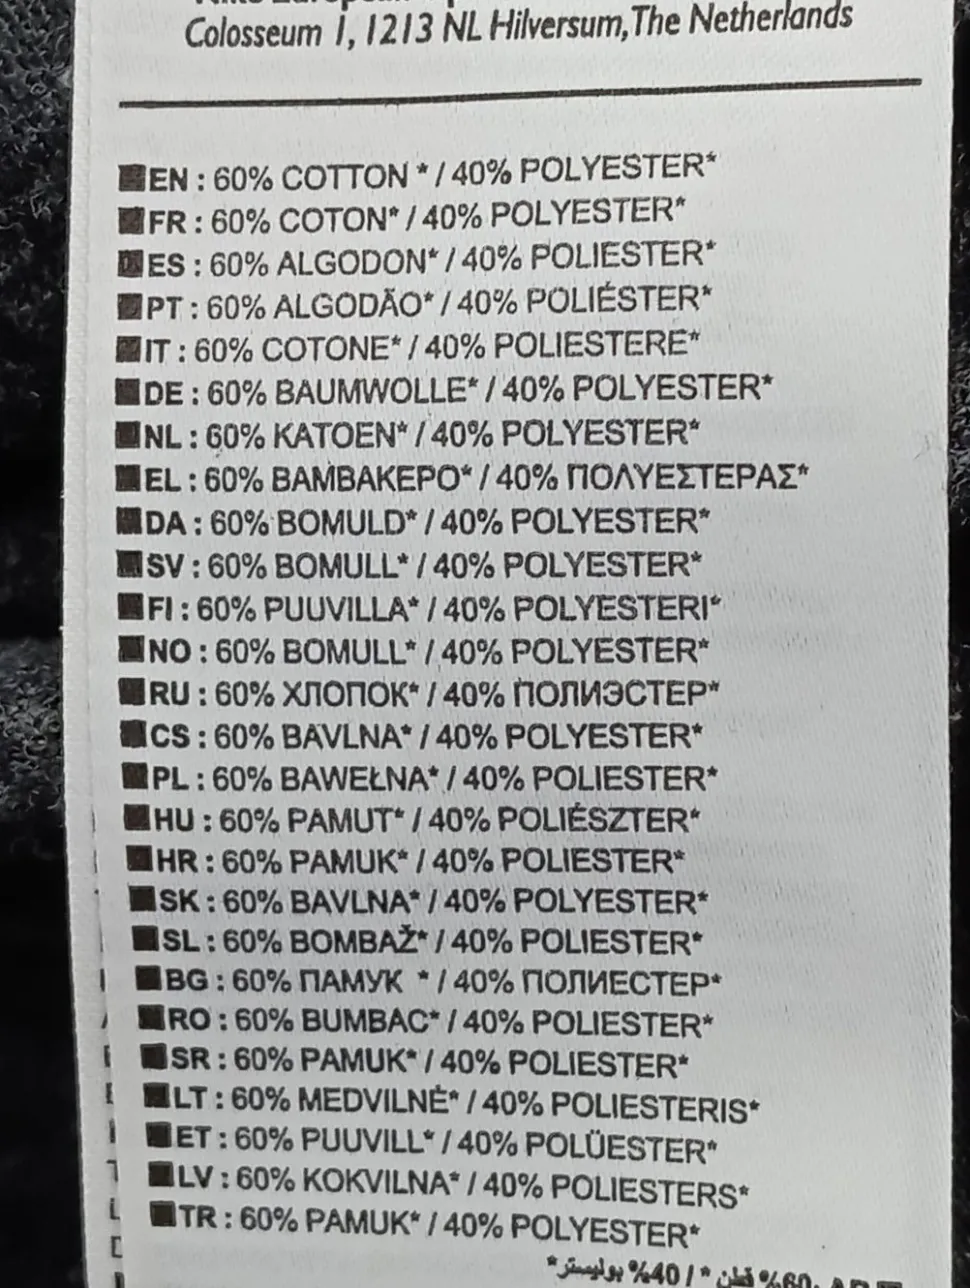 Colosseum 1, 1213 NL Hilversum, The Netherlands
EN : 60% COTTON * / 40% POLYESTER*
FR : 60% COTON* / 40% POLYESTER*
ES : 60% ALGODON* / 40% POLIESTER*
PT : 60% ALGODÃO* / 40% POLIÉSTER*
IT : 60% COTONE* / 40% POLIESTERE*
DE : 60% BAUMWOLLE* / 40% POLYESTER*
NL : 60% KATOEN* / 40% POLYESTER*
EL : 60% ΒΑΜΒΑΚΕΡΟ* / 40% ΠΟΛΥΕΣΤΕΡΑΣ*
DA : 60% BOMULD* / 40% POLYESTER*
SV : 60% BOMULL* / 40% POLYESTER*
FI : 60% PUUVILLA* / 40% POLYESTERI*
NO : 60% BOMULL* / 40% POLYESTER*
RU : 60% ХЛОПОК* / 40% ПОЛИЭСТЕР*
CS : 60% BAVLNA* / 40% POLYESTER*
PL : 60% BAWEŁNA* / 40% POLIESTER*
HU : 60% PAMUT* / 40% POLIÉSZTER*
HR : 60% PAMUK* / 40% POLIESTER*
SK : 60% BAVLNA* / 40% POLYESTER*
SL : 60% BOMBAŽ* / 40% POLIESTER*
BG : 60% ПАМУК * / 40% ПОЛИЕСТЕР*
RO : 60% BUMBAC* / 40% POLIESTER*
SR : 60% PAMUK* / 40% POLIESTER*
LT : 60% MEDVILNĖ* / 40% POLIESTERIS*
ET : 60% PUUVILL* / 40% POLÜESTER*
LV : 60% KOKVILNA* / 40% POLIESTERS*
TR : 60% PAMUK* / 40% POLYESTER*
60% قطن * / 40% بوليستر*